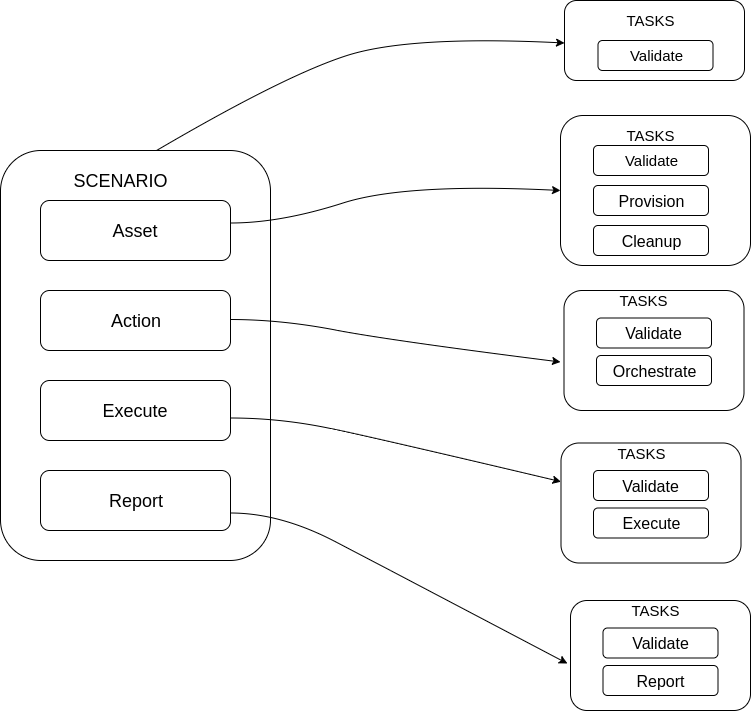 SCENARIO
Asset
Action
Execute
Report
TASKS
Validate
TASKS
Validate
Provision
Cleanup
TASKS
Validate
Orchestrate
TASKS
Validate
Execute
TASKS
Validate
Report